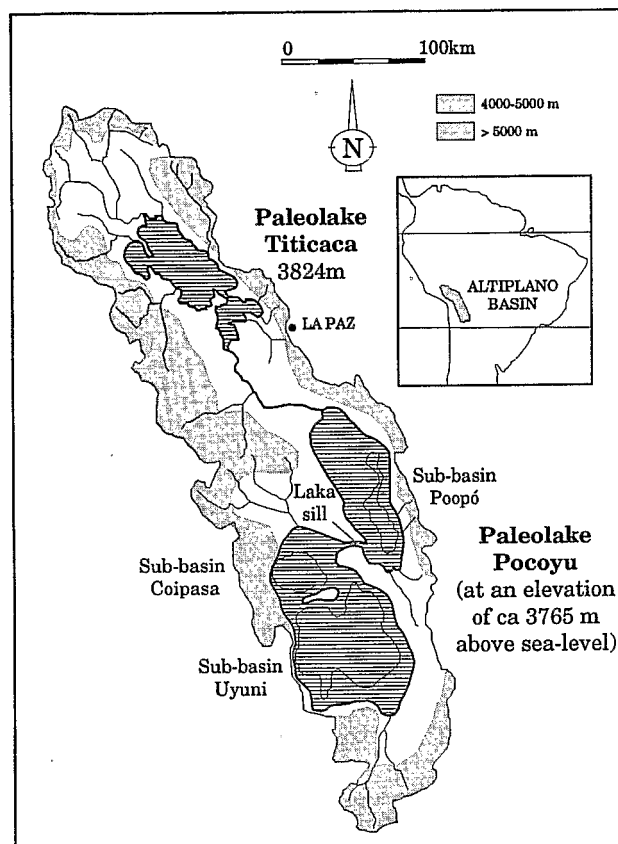 0 100km
4000-5000 m
> 5000 m
N
Paleolake
Titicaca
3824m
LA PAZ
ALTIPLANO
BASIN
Laka
sill
Sub-basin
Poopó
Paleolake
Pocoyu
(at an elevation
of ca 3765 m
above sea-level)
Sub-basin
Coipasa
Sub-basin
Uyuni